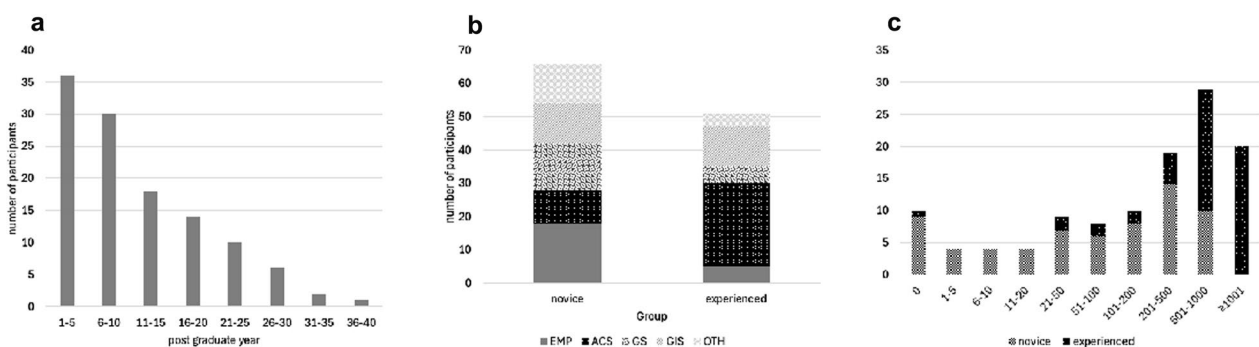 a
number of participants
40
35
30
25
20
15
10
5
0
1-5 6-10 11-15 16-20 21-25 26-30 31-35 36-40
post graduate year
b
number of participants
70
60
50
40
30
20
10
0
novice experienced
Group
EMP ACS GS GIS OTH
c
35
30
25
20
15
10
5
0
0 1-5 6-10 11-20 21-50 51-100 101-200 201-500 501-1000 ≥1001
novice experienced